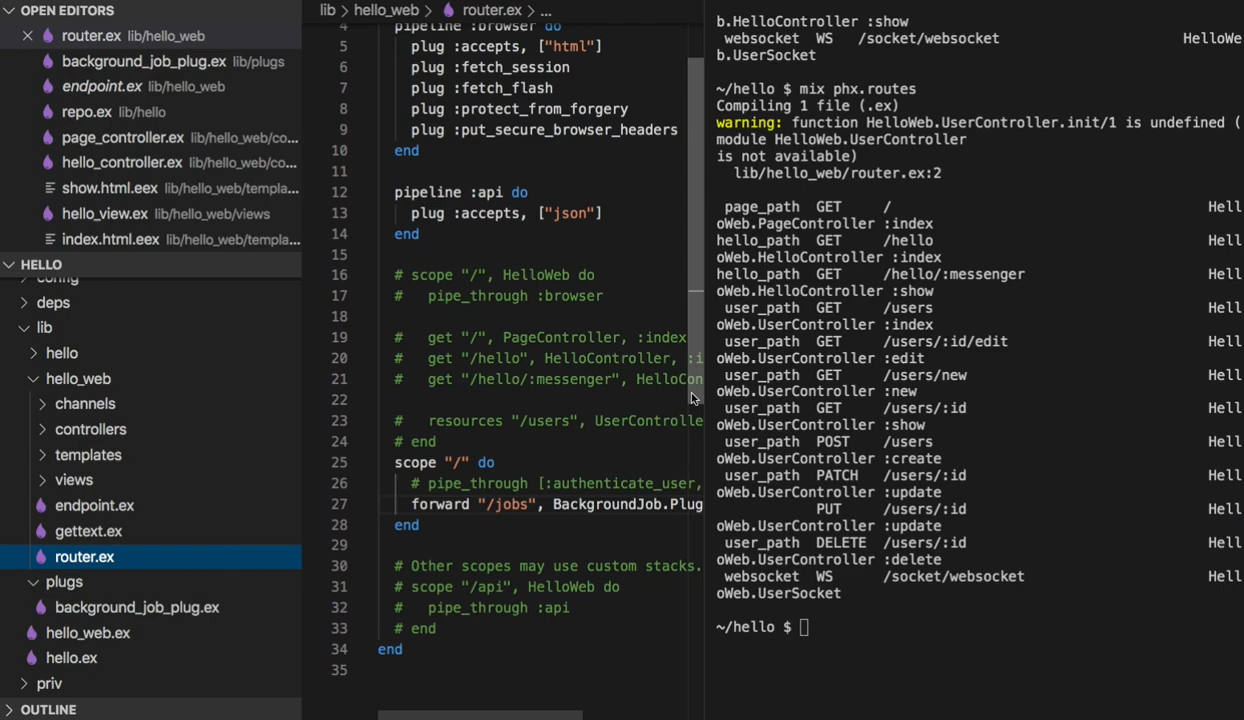 OPEN EDITORS
router.ex lib/hello_web
background_job_plug.ex lib/plugs
endpoint.ex lib/hello_web
repo.ex lib/hello
page_controller.ex lib/hello_web/co...
hello_controller.ex lib/hello_web/co...
show.html.eex lib/hello_web/templa...
hello_view.ex lib/hello_web/views
index.html.eex lib/hello_web/templa...
HELLO
config
deps
lib
hello
hello_web
channels
controllers
templates
views
endpoint.ex
gettext.ex
router.ex
plugs
background_job_plug.ex
hello_web.ex
hello.ex
priv
OUTLINE
lib > hello_web > router.ex > ...
4 pipeline :browser do
5 plug :accepts, ["html"]
6 plug :fetch_session
7 plug :fetch_flash
8 plug :protect_from_forgery
9 plug :put_secure_browser_headers
10 end
11
12 pipeline :api do
13 plug :accepts, ["json"]
14 end
15
16 # scope "/", HelloWeb do
17 # pipe_through :browser
18
19 # get "/", PageController, :index
20 # get "/hello", HelloController, :i
21 # get "/hello/:messenger", HelloCon
22
23 # resources "/users", UserControlle
24 # end
25 scope "/" do
26 # pipe_through [:authenticate_user,
27 forward "/jobs", BackgroundJob.Plug
28 end
29
30 # Other scopes may use custom stacks.
31 # scope "/api", HelloWeb do
32 # pipe_through :api
33 # end
34 end
35
b.HelloController :show
websocket WS /socket/websocket HelloWe
b.UserSocket
~/hello $ mix phx.routes
Compiling 1 file (.ex)
warning: function HelloWeb.UserController.init/1 is undefined (
module HelloWeb.UserController
is not available)
lib/hello_web/router.ex:2
page_path GET / Hell
oWeb.PageController :index
hello_path GET /hello Hell
oWeb.HelloController :index
hello_path GET /hello/:messenger Hell
oWeb.HelloController :show
user_path GET /users Hell
oWeb.UserController :index
user_path GET /users/:id/edit Hell
oWeb.UserController :edit
user_path GET /users/new Hell
oWeb.UserController :new
user_path GET /users/:id Hell
oWeb.UserController :show
user_path POST /users Hell
oWeb.UserController :create
user_path PATCH /users/:id Hell
oWeb.UserController :update
PUT /users/:id Hell
oWeb.UserController :update
user_path DELETE /users/:id Hell
oWeb.UserController :delete
websocket WS /socket/websocket Hell
oWeb.UserSocket
~/hello $